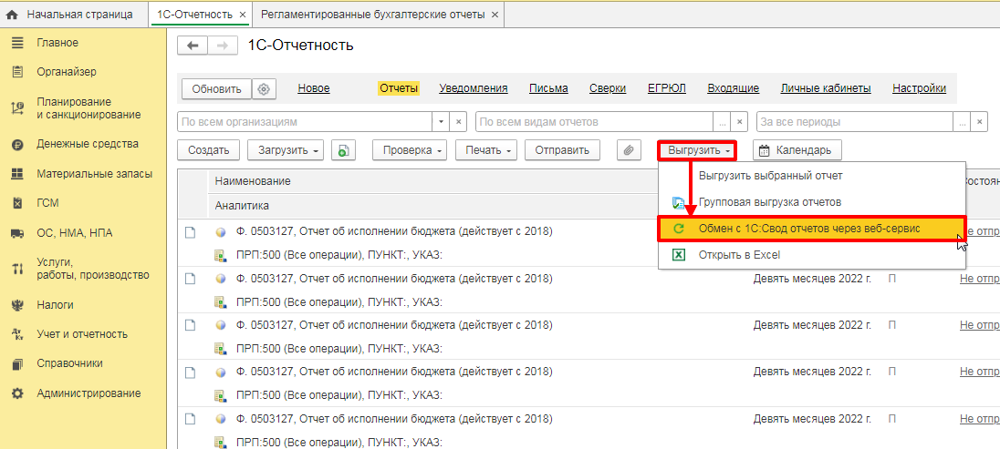 Начальная страница
1С-Отчетность ×
Регламентированные бухгалтерские отчеты ×
Главное
Органайзер
Планирование
и санкционирование
Денежные средства
Материальные запасы
ГСМ
ОС, НМА, НПА
Услуги,
работы, производство
Налоги
Учет и отчетность
Справочники
Администрирование
1С-Отчетность
Обновить Новое Отчеты Уведомления Письма Сверки ЕГРЮЛ Входящие Личные кабинеты Настройки
По всем организациям × По всем видам отчетов ... × За все периоды ... ×
Создать Загрузить Проверка Печать Отправить Выгрузить Календарь
Выгрузить выбранный отчет
Групповая выгрузка отчетов
Обмен с 1С:Свод отчетов через веб-сервис
Открыть в Excel
Наименование
Аналитика
Ф. 0503127, Отчет об исполнении бюджета (действует с 2018) Не отпр
ПРП:500 (Все операции), ПУНКТ:, УКАЗ:
Ф. 0503127, Отчет об исполнении бюджета (действует с 2018) Девять месяцев 2022 г. П Не отпр
ПРП:500 (Все операции), ПУНКТ:, УКАЗ:
Ф. 0503127, Отчет об исполнении бюджета (действует с 2018) Девять месяцев 2022 г. П Не отпр
ПРП:500 (Все операции), ПУНКТ:, УКАЗ:
Ф. 0503127, Отчет об исполнении бюджета (действует с 2018) Девять месяцев 2022 г. П Не отпр
ПРП:500 (Все операции), ПУНКТ:, УКАЗ:
Ф. 0503127, Отчет об исполнении бюджета (действует с 2018) Девять месяцев 2022 г. П Не отпр
ПРП:500 (Все операции), ПУНКТ:, УКАЗ: